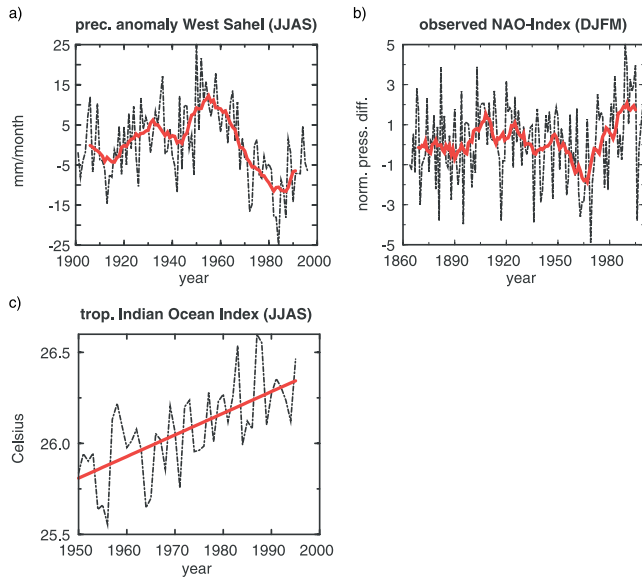 a) prec. anomaly West Sahel (JJAS)
mm/month
25
15
5
-5
-15
-25
1900 1920 1940 1960 1980 2000
year
b) observed NAO-Index (DJFM)
norm. press. diff.
5
3
1
-1
-3
-5
1860 1890 1920 1950 1980
year
c) trop. Indian Ocean Index (JJAS)
Celsius
26.5
26.0
25.5
1950 1960 1970 1980 1990 2000
year